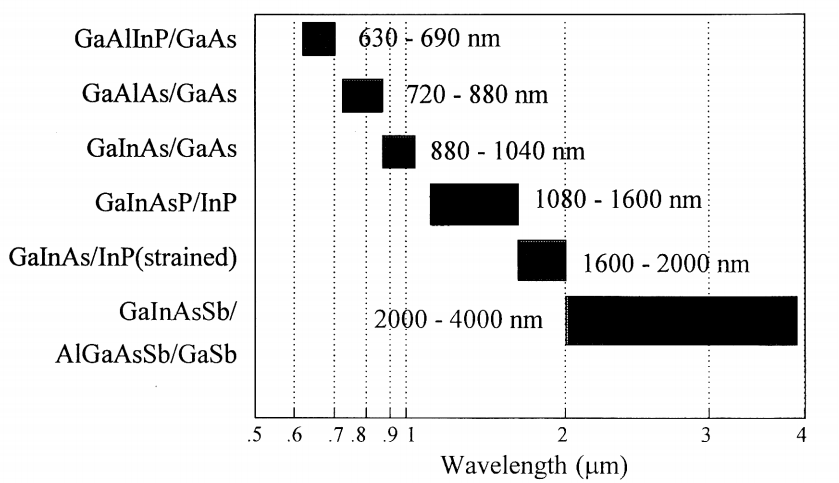 GaAlInP/GaAs 630 - 690 nm
GaAlAs/GaAs 720 - 880 nm
GaInAs/GaAs 880 - 1040 nm
GaInAsP/InP 1080 - 1600 nm
GaInAs/InP(strained) 1600 - 2000 nm
GaInAsSb/
AlGaAsSb/GaSb
2000 - 4000 nm
.5 .6 .7 .8 .9 1 2 3 4
Wavelength (μm)